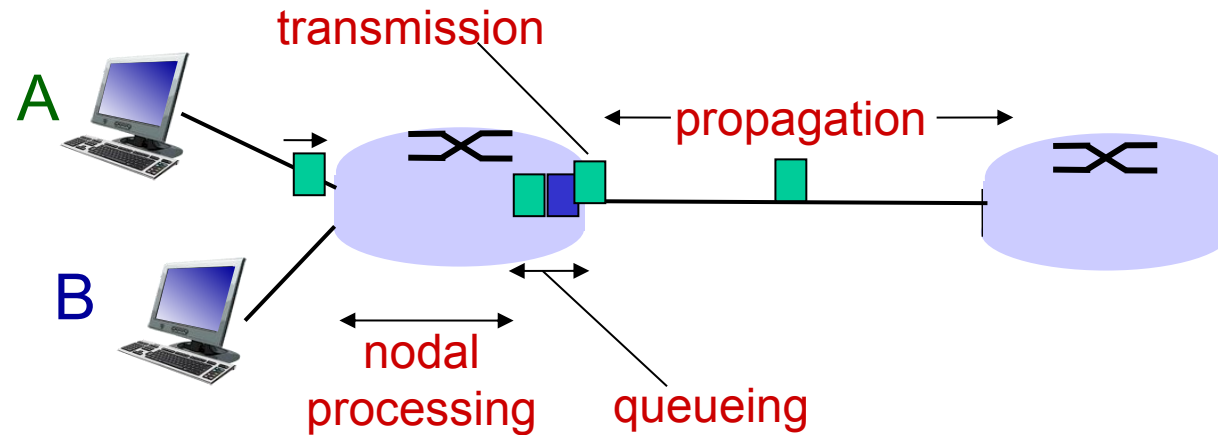 transmission
A
propagation
B
nodal
processing
queueing